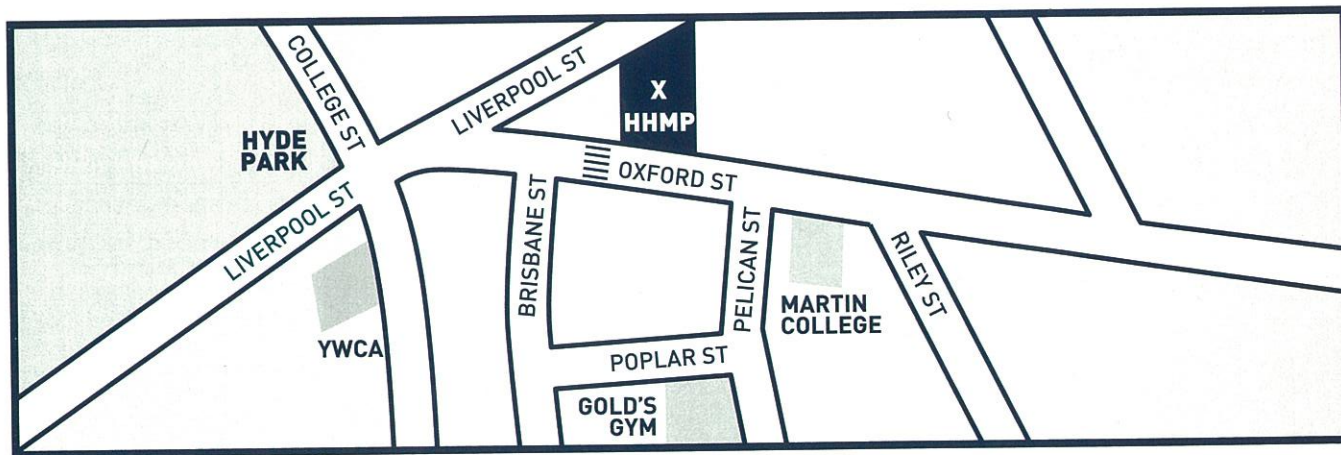 COLLEGE ST
LIVERPOOL ST
X
HHMP
HYDE
PARK
OXFORD ST
LIVERPOOL ST
BRISBANE ST
PELICAN ST
RILEY ST
MARTIN
COLLEGE
YWCA
POPLAR ST
GOLD'S
GYM